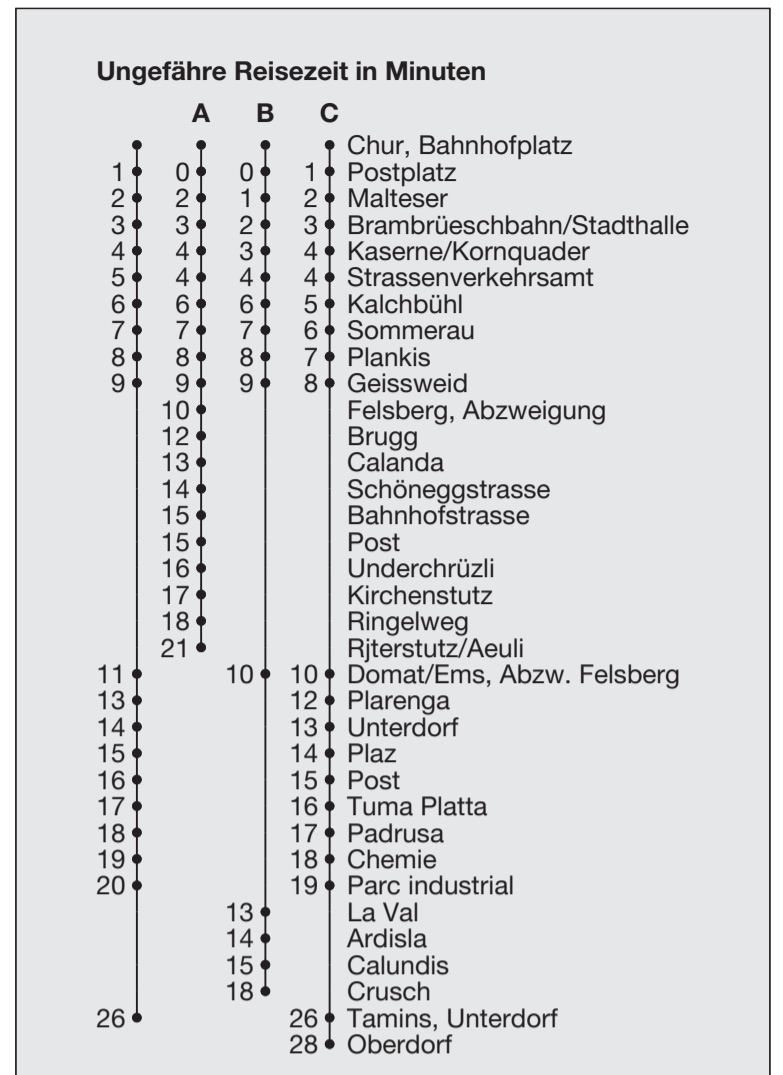 Ungefähre Reisezeit in Minuten
A B C
Chur, Bahnhofplatz
1 0 0 1 Postplatz
2 2 1 2 Malteser
3 3 2 3 Brambrüeschbahn/Stadthalle
4 4 3 4 Kaserne/Kornquader
5 4 4 4 Strassenverkehrsamt
6 6 6 5 Kalchbühl
7 7 7 6 Sommerau
8 8 8 7 Plankis
9 9 9 8 Geissweid
10 Felsberg, Abzweigung
12 Brugg
13 Calanda
14 Schöneggstrasse
15 Bahnhofstrasse
15 Post
16 Underchrüzli
17 Kirchenstutz
18 Ringelweg
21 Rjterstutz/Aeuli
11 10 10 Domat/Ems, Abzw. Felsberg
13 12 Plarenga
14 13 Unterdorf
15 14 Plaz
16 15 Post
17 16 Tuma Platta
18 17 Padrusa
19 18 Chemie
20 19 Parc industrial
13 La Val
14 Ardisla
15 Calundis
18 Crusch
26 26 Tamins, Unterdorf
28 Oberdorf